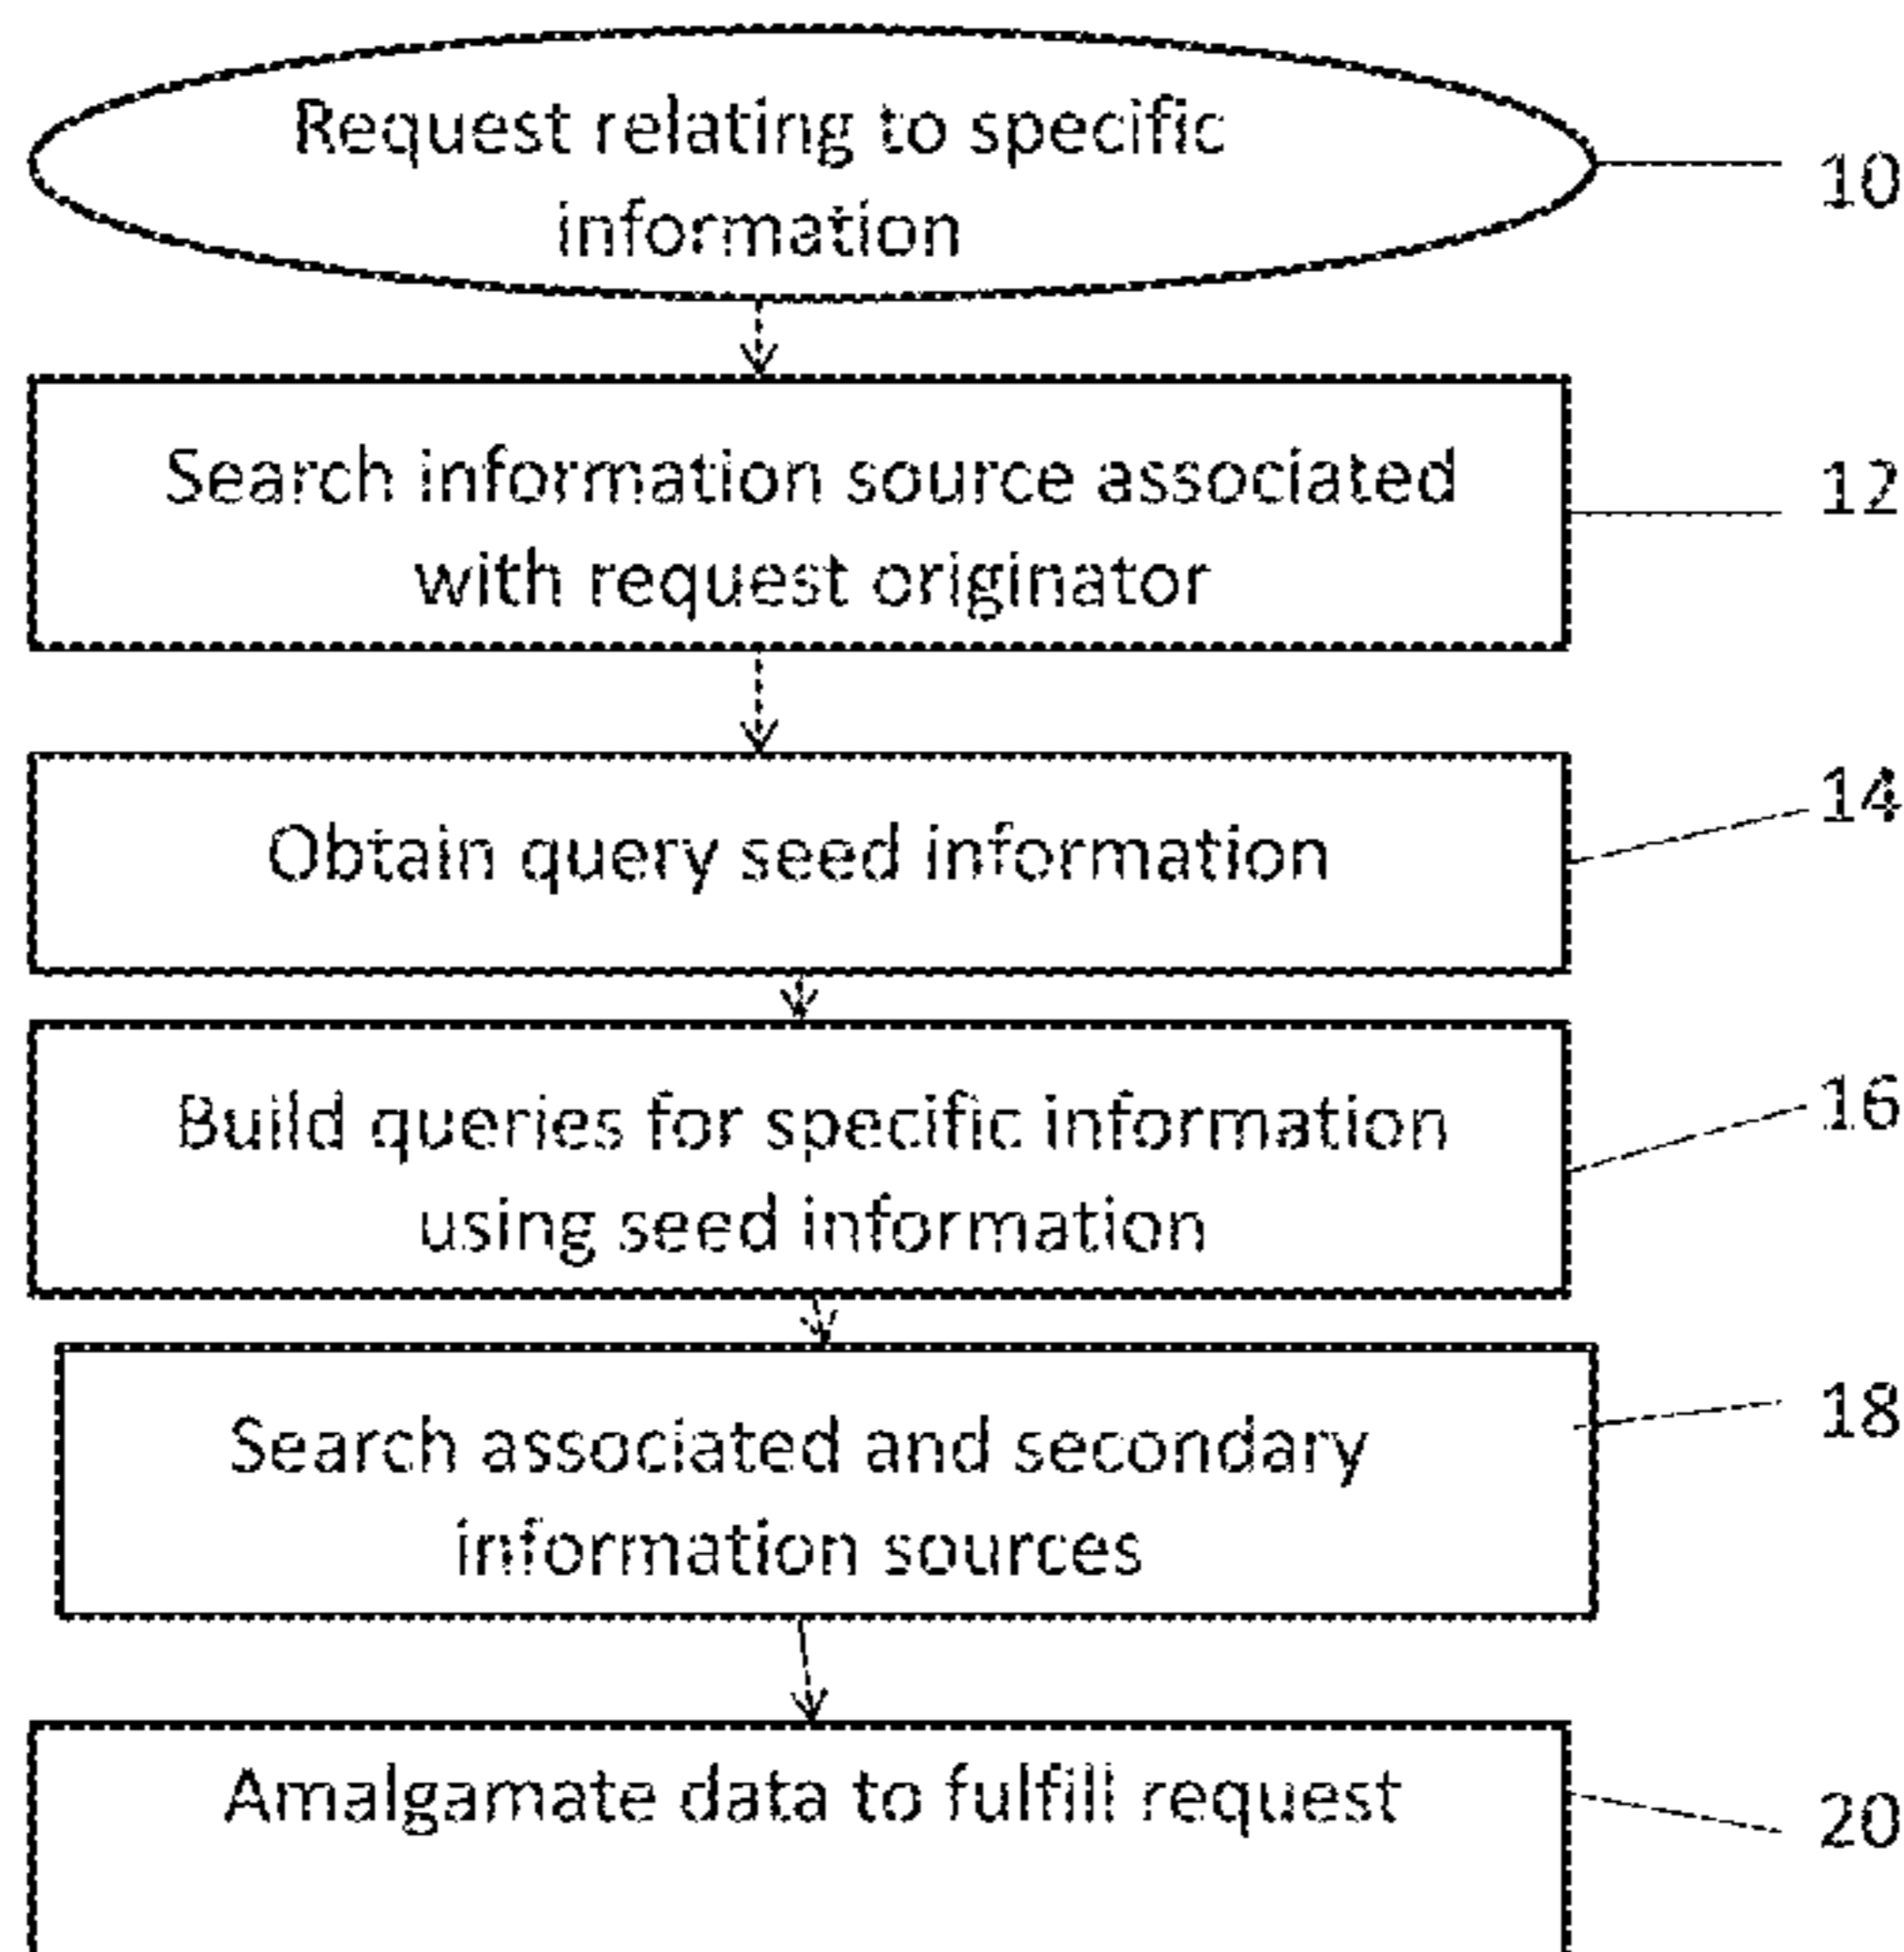 Request relating to specific
information
10
Search information source associated
with request originator
12
Obtain query seed information
14
Build queries for specific information
using seed information
16
Search associated and secondary
information sources
18
Amalgamate data to fulfill request
20